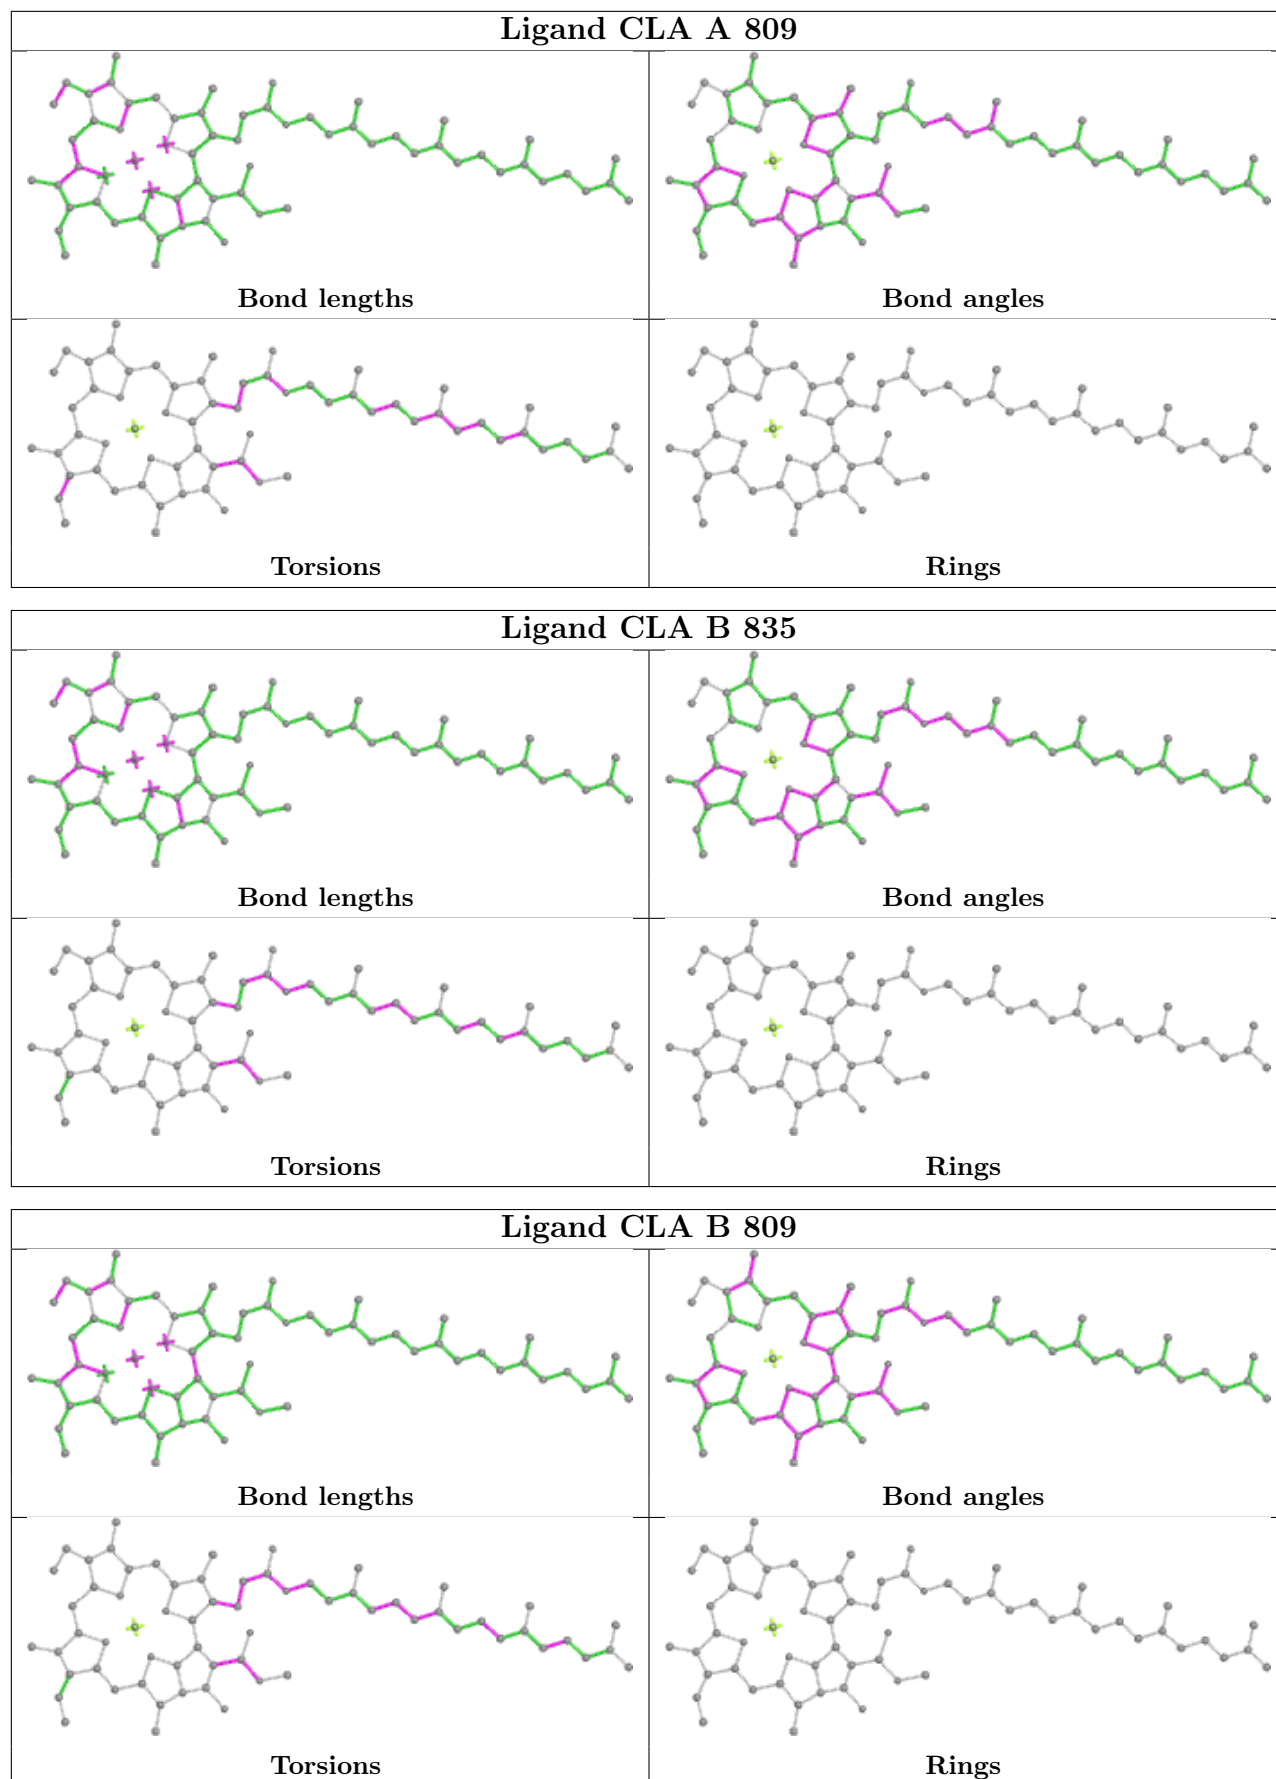 Ligand CLA A 809
Bond lengths
Bond angles
Torsions
Rings
Ligand CLA B 835
Bond lengths
Bond angles
Torsions
Rings
Ligand CLA B 809
Bond lengths
Bond angles
Torsions
Rings